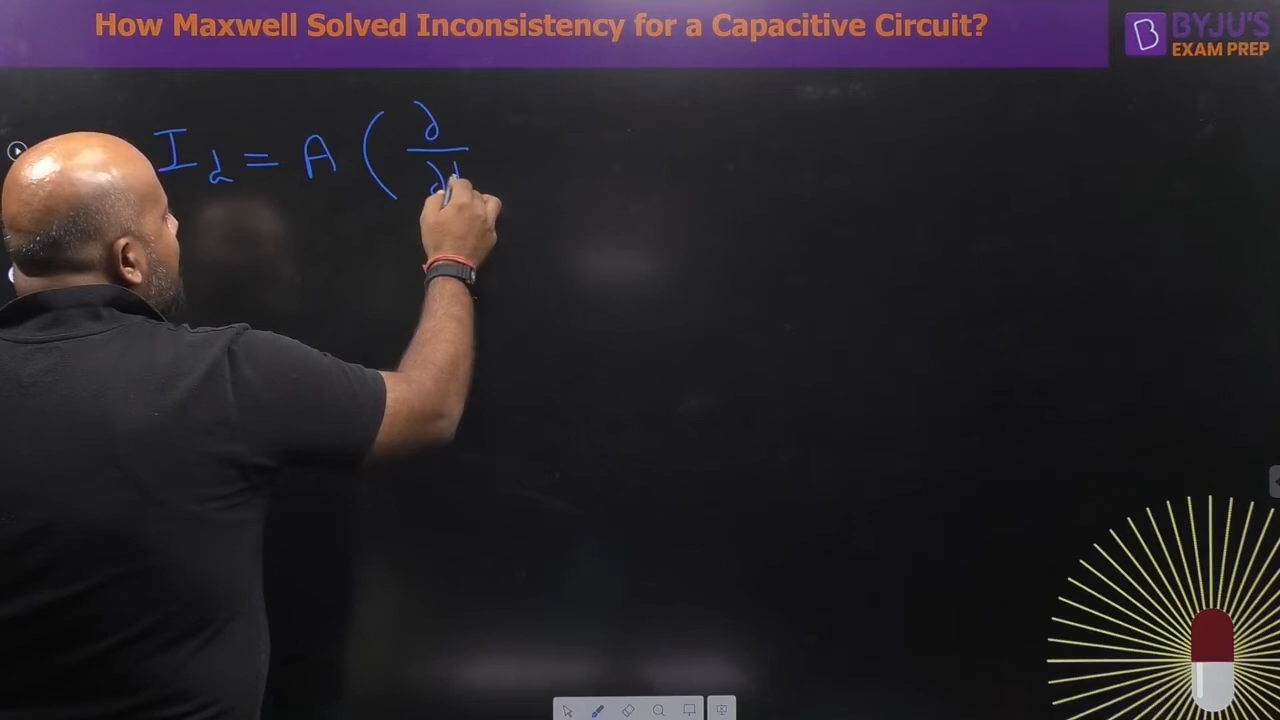 How Maxwell Solved Inconsistency for a Capacitive Circuit?
BYJU'S
EXAM PREP
I_d = A ( ∂/∂t